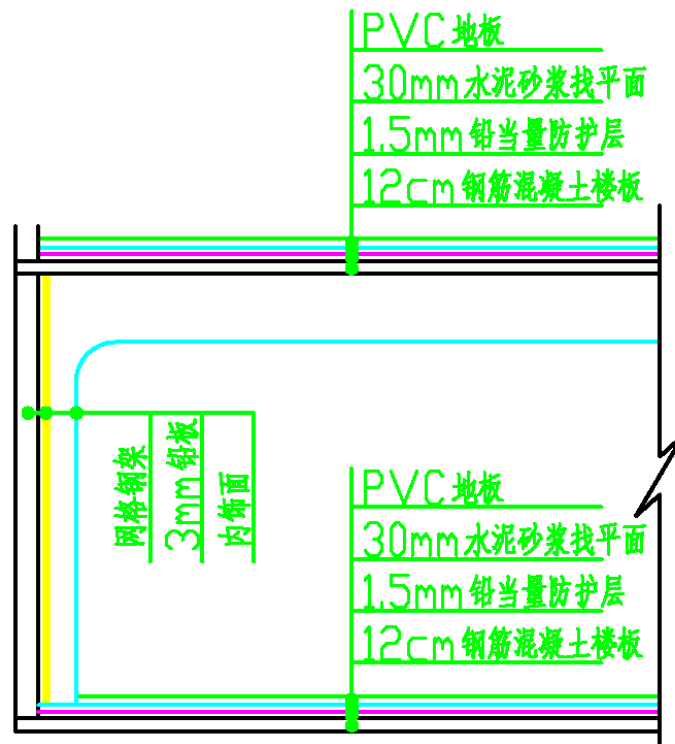 PVC地板
30mm水泥砂浆找平面
1.5mm铅当量防护层
12cm钢筋混凝土楼板
网格钢架
3mm铅板
内饰面
PVC地板
30mm水泥砂浆找平面
1.5mm铅当量防护层
12cm钢筋混凝土楼板